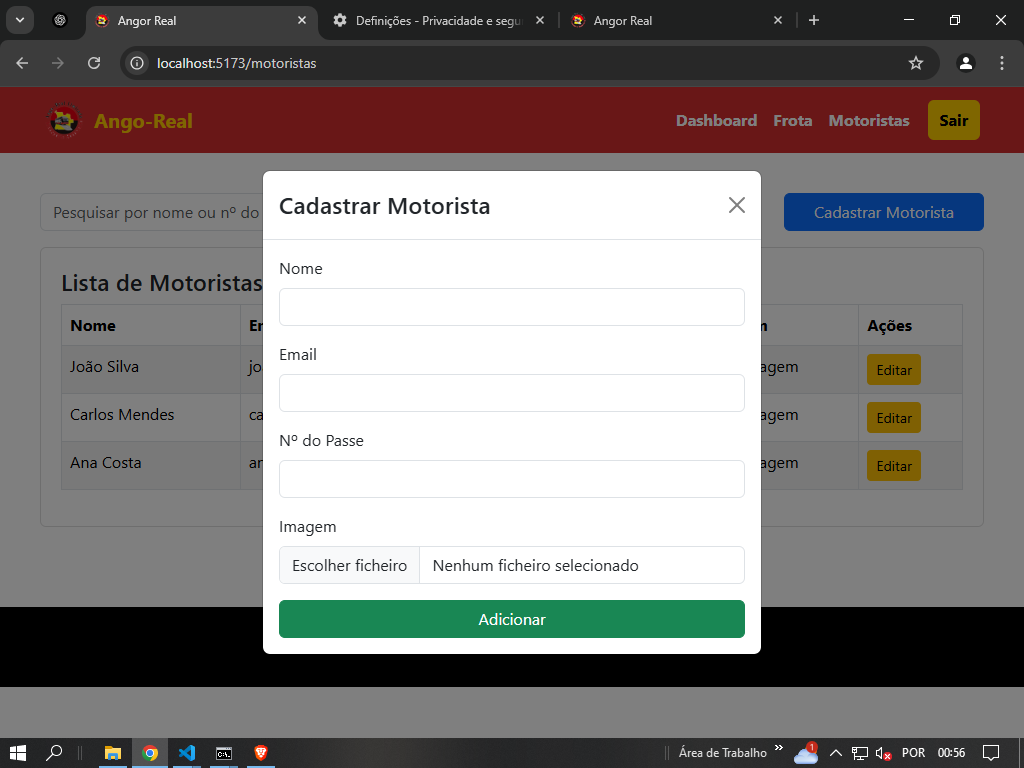 Angor Real
Definições - Privacidade e segu
Angor Real
localhost:5173/motoristas
Ango-Real
Dashboard
Frota
Motoristas
Sair
Pesquisar por nome ou nº do
Cadastrar Motorista
Cadastrar Motorista
Nome
Email
Nº do Passe
Imagem
Escolher ficheiro
Nenhum ficheiro selecionado
Adicionar
Lista de Motoristas
Nome
Ações
João Silva
jo
agem
Editar
Carlos Mendes
ca
agem
Editar
Ana Costa
agem
Editar
Área de Trabalho
1
POR
00:56